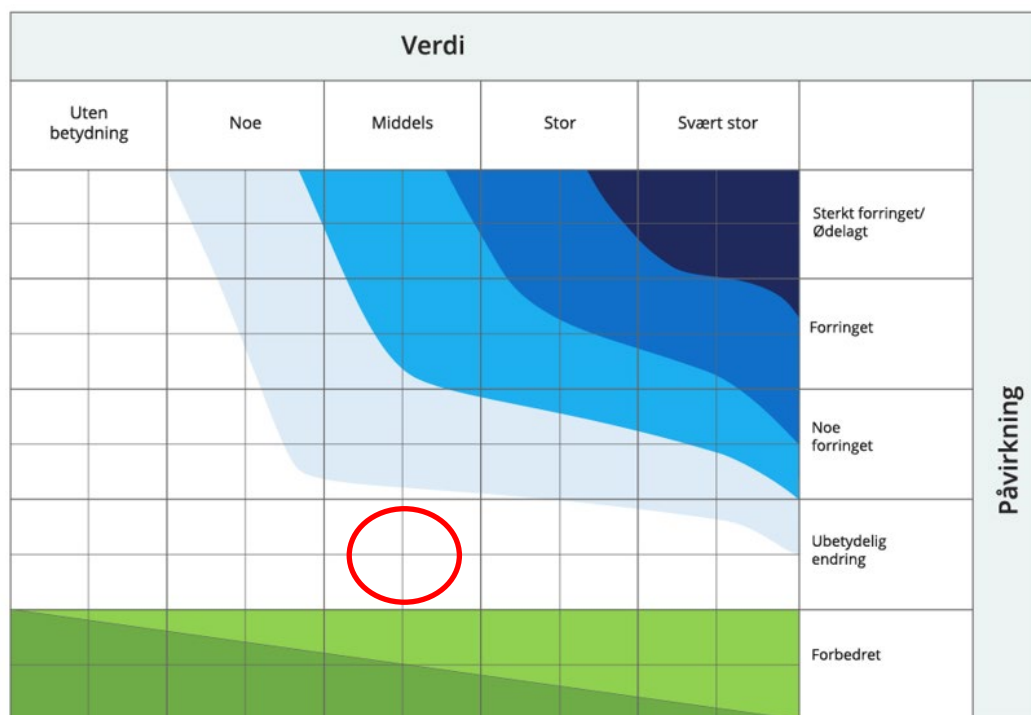 Verdi
Uten
betydning
Noe
Middels
Stor
Svært stor
Sterkt forringet/
Ødelagt
Forringet
Noe
forringet
Ubetydelig
endring
Forbedret
Påvirkning